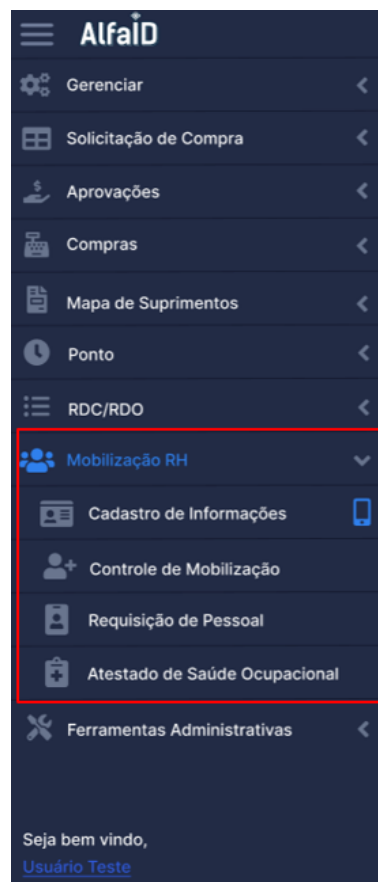 AlfaID
Gerenciar
Solicitação de Compra
Aprovações
Compras
Mapa de Suprimentos
Ponto
RDC/RDO
Mobilização RH
Cadastro de Informações
Controle de Mobilização
Requisição de Pessoal
Atestado de Saúde Ocupacional
Ferramentas Administrativas
Seja bem vindo,
Usuário Teste